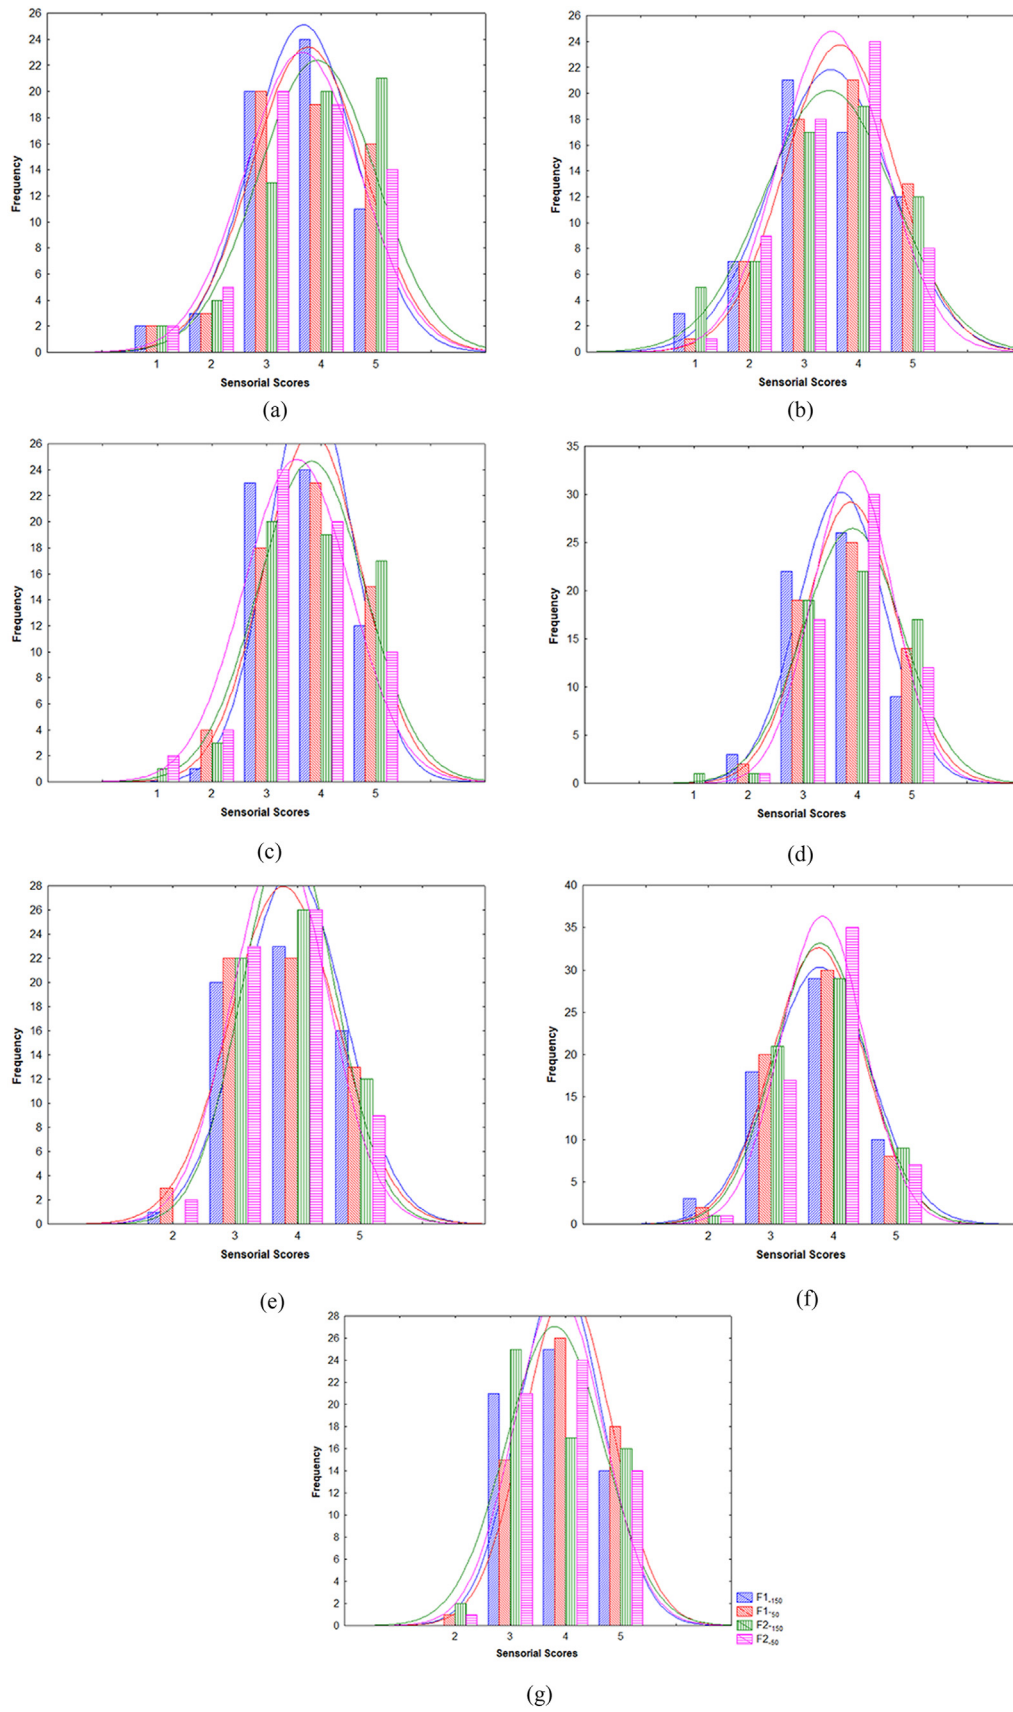 26 24 22 20 18 16 14 12 10 8 6 4 2 0
Frequency
1 2 3 4 5
Sensorial Scores
(a)
26 24 22 20 18 16 14 12 10 8 6 4 2 0
Frequency
1 2 3 4 5
Sensorial Scores
(b)
26 24 22 20 18 16 14 12 10 8 6 4 2 0
Frequency
1 2 3 4 5
Sensorial Scores
(c)
35 30 25 20 15 10 5 0
Frequency
1 2 3 4 5
Sensorial Scores
(d)
28 26 24 22 20 18 16 14 12 10 8 6 4 2 0
Frequency
2 3 4 5
Sensorial Scores
(e)
40 30 20 10 0
Frequency
2 3 4 5
Sensorial Scores
(f)
28 26 24 22 20 18 16 14 12 10 8 6 4 2 0
Frequency
2 3 4 5
Sensorial Scores
F1-150
F1-50
F2-150
F2-50
(g)